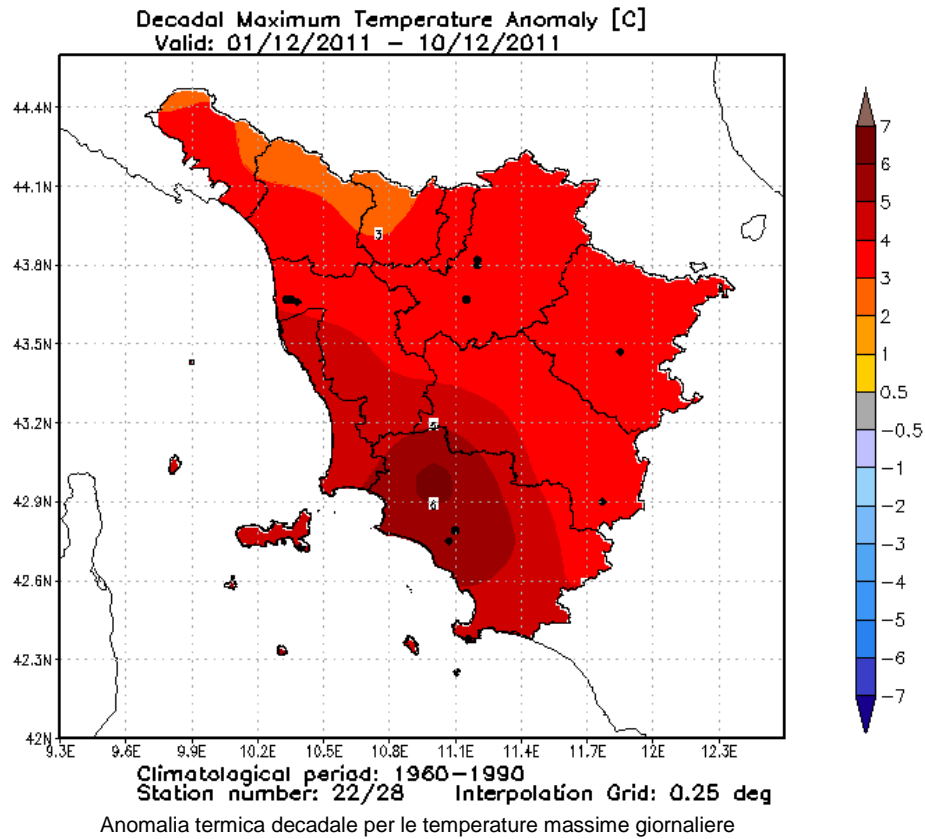 Decadal Maximum Temperature Anomaly [C]
Valid: 01/12/2011 – 10/12/2011
44.4N
44.1N
43.8N
43.5N
43.2N
42.9N
42.6N
42.3N
42N
9.3E 9.6E 9.9E 10.2E 10.5E 10.8E 11.1E 11.4E 11.7E 12E 12.3E
3
6
7
6
5
4
3
2
1
0.5
−0.5
−1
−2
−3
−4
−5
−6
−7
Climatological period: 1960−1990
Station number: 22/28 Interpolation Grid: 0.25 deg
Anomalia termica decadale per le temperature massime giornaliere